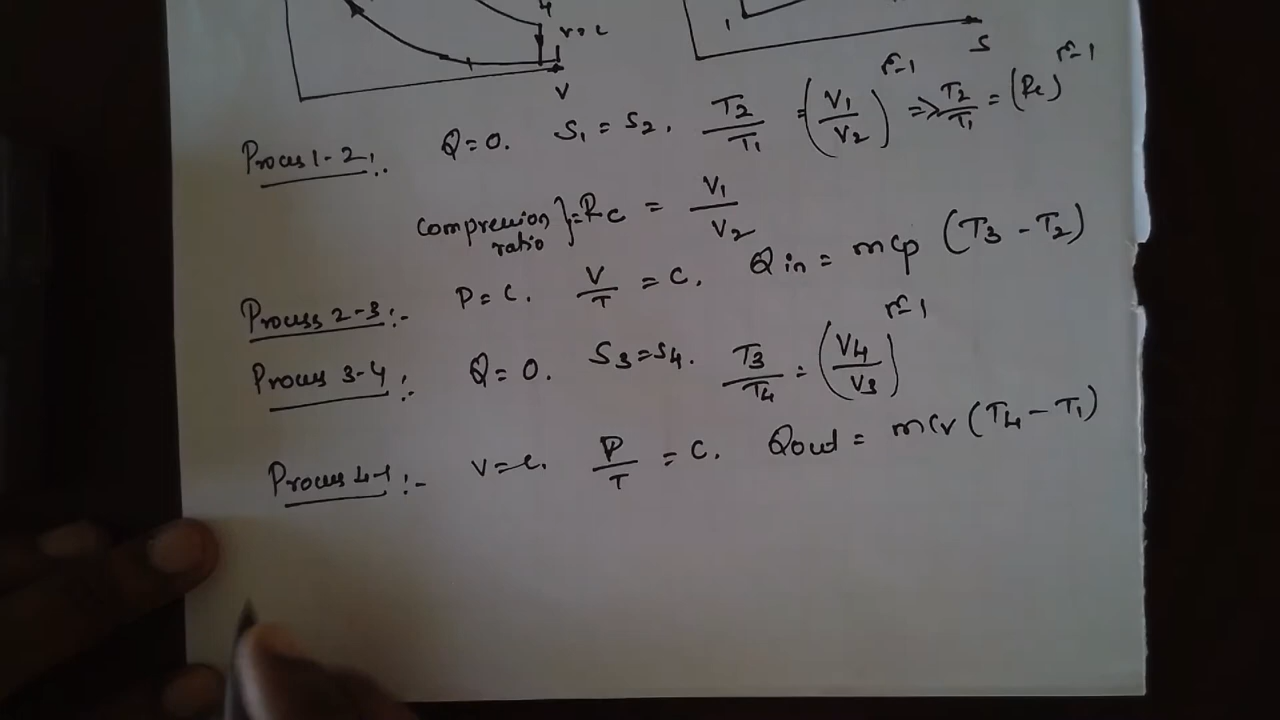 4
V=C
V
1
S
Process 1-2:. Q=0. S₁ = S₂. T₂/T₁ = (V₁/V₂)^γ-1 => T₂/T₁ = (Rc)^γ-1
Compression ratio } = Rc = V₁/V₂
Process 2-3:- P=C. V/T = C. Qin = mcp (T₃ - T₂)
Process 3-4:- Q=0. S₃=S₄. T₃/T₄ = (V₄/V₃)^γ-1
Process 4-1:- V=C. P/T = C. Qout = mcv (T₄ - T₁)